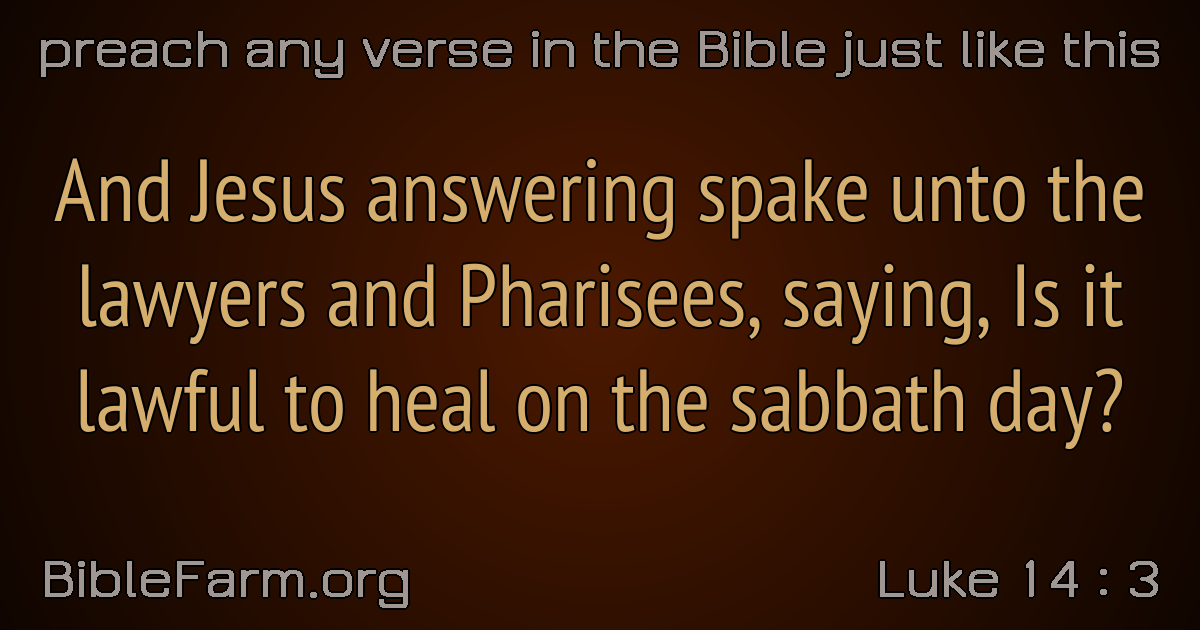 preach any verse in the Bible just like this
And Jesus answering spake unto the
lawyers and Pharisees, saying, Is it
lawful to heal on the sabbath day?
BibleFarm.org
Luke 14 : 3